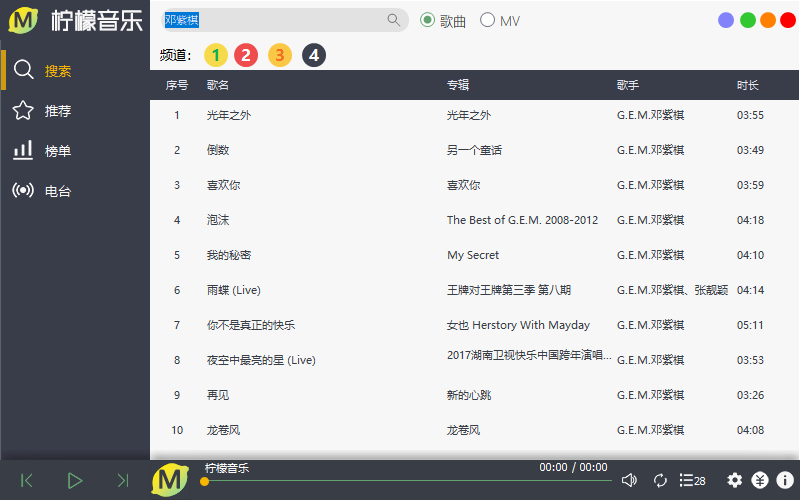 M 柠檬音乐
邓紫棋 歌曲 MV
频道: 1 2 3 4
搜索
推荐
榜单
电台
序号 歌名 专辑 歌手 时长
1 光年之外 光年之外 G.E.M.邓紫棋 03:55
2 倒数 另一个童话 G.E.M.邓紫棋 03:49
3 喜欢你 喜欢你 G.E.M.邓紫棋 03:59
4 泡沫 The Best of G.E.M. 2008-2012 G.E.M.邓紫棋 04:18
5 我的秘密 My Secret G.E.M.邓紫棋 04:10
6 雨蝶 (Live) 王牌对王牌第三季 第八期 G.E.M.邓紫棋、张靓颖 04:14
7 你不是真正的快乐 女也 Herstory With Mayday G.E.M.邓紫棋 05:11
8 夜空中最亮的星 (Live) 2017湖南卫视快乐中国跨年演唱... G.E.M.邓紫棋 03:53
9 再见 新的心跳 G.E.M.邓紫棋 03:26
10 龙卷风 龙卷风 G.E.M.邓紫棋 04:08
M 柠檬音乐 00:00 / 00:00 28